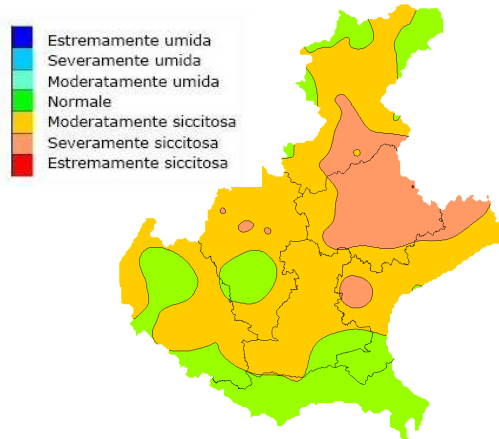 Estremamente umida
Severamente umida
Moderatamente umida
Normale
Moderatamente siccitosa
Severamente siccitosa
Estremamente siccitosa